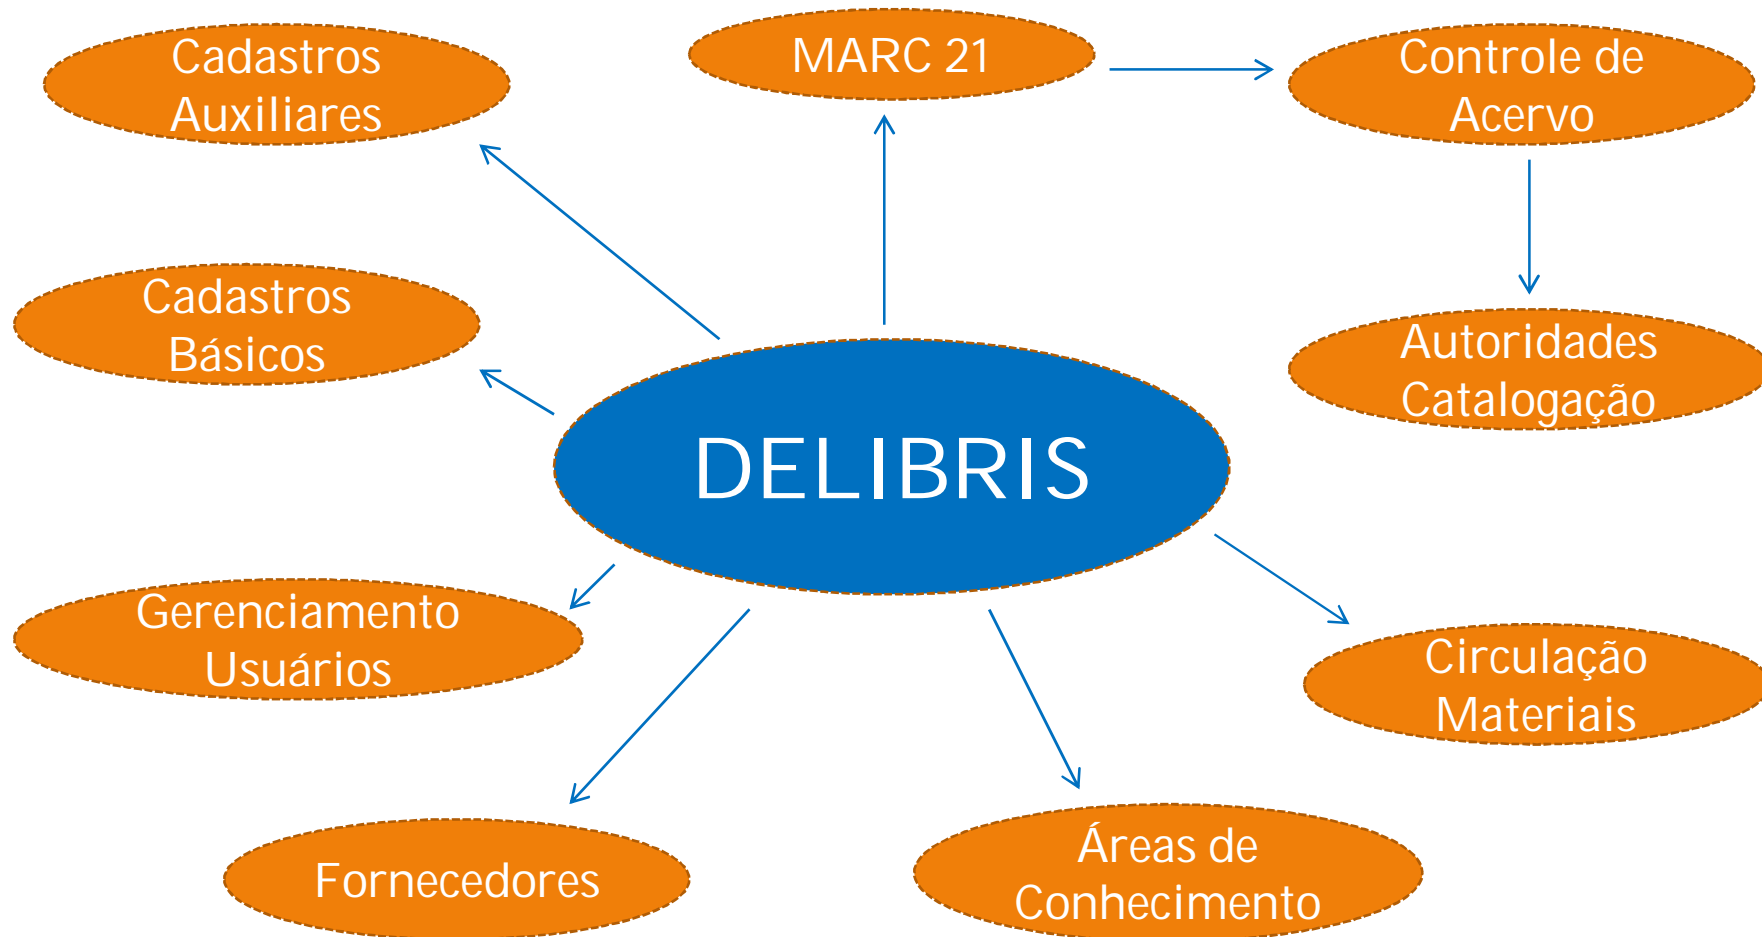 Cadastros
Auxiliares
MARC 21
Controle de
Acervo
Cadastros
Básicos
Autoridades
Catalogação
DELIBRIS
Gerenciamento
Usuários
Circulação
Materiais
Fornecedores
Áreas de
Conhecimento